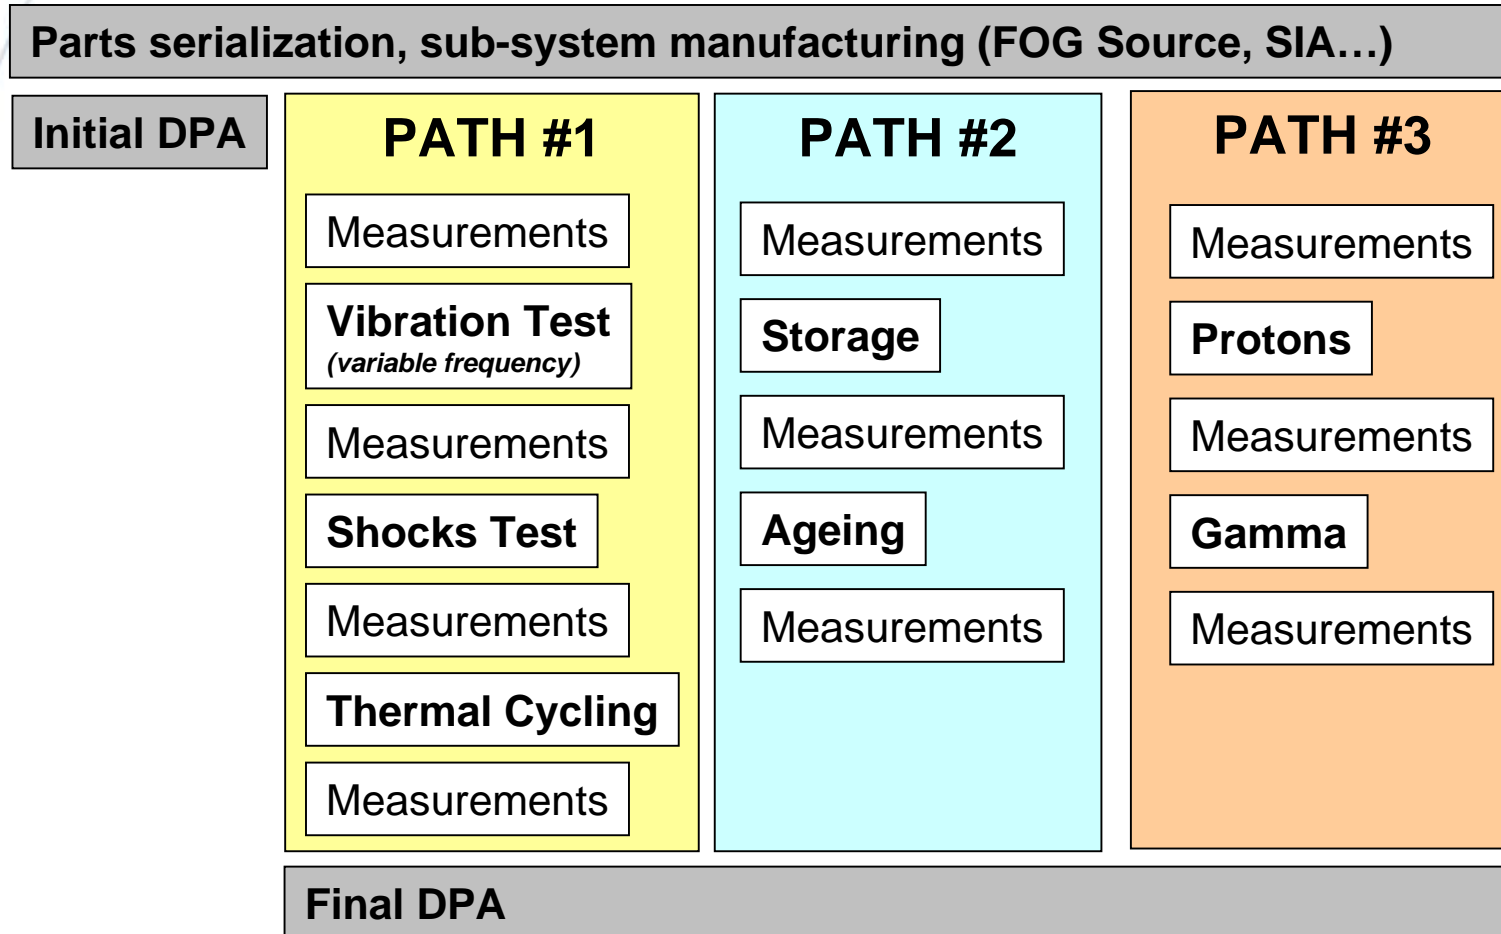 Parts serialization, sub-system manufacturing (FOG Source, SIA…)
Initial DPA
PATH #1
Measurements
Vibration Test
(variable frequency)
Measurements
Shocks Test
Measurements
Thermal Cycling
Measurements
PATH #2
Measurements
Storage
Measurements
Ageing
Measurements
PATH #3
Measurements
Protons
Measurements
Gamma
Measurements
Final DPA